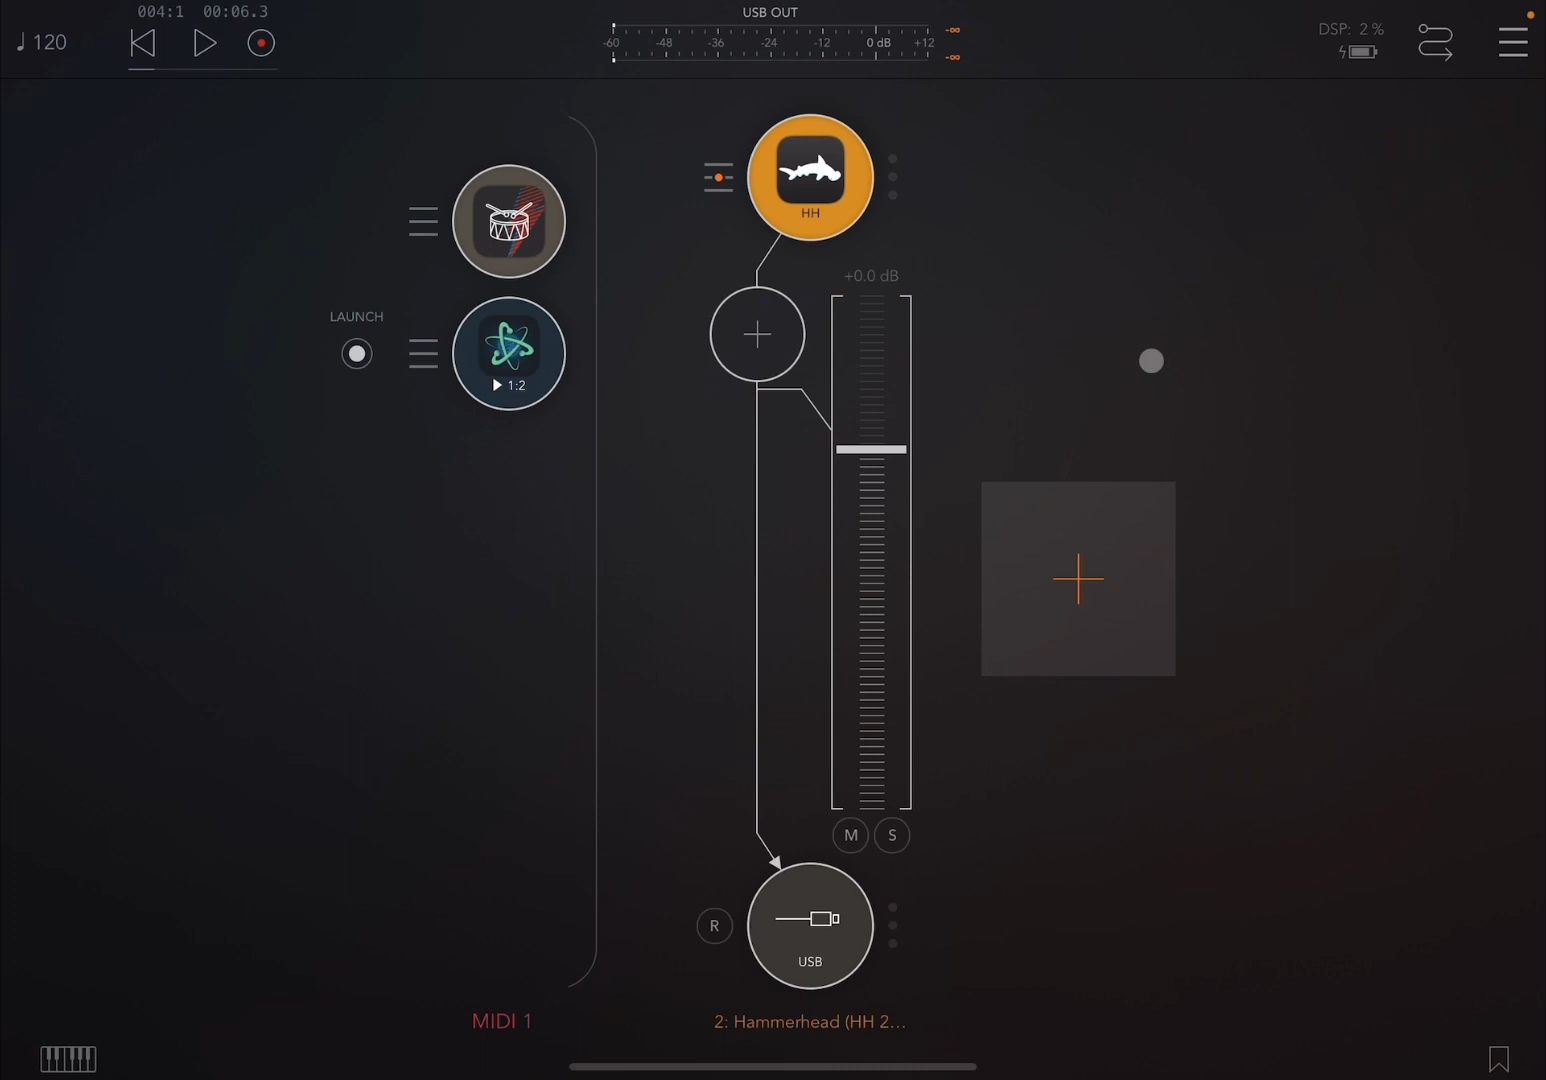 004:1 00:06.3
120
USB OUT
-60 -48 -36 -24 -12 0 dB +12
-∞
-∞
DSP: 2 %
HH
+0.0 dB
LAUNCH
1:2
M S
R
USB
MIDI 1
2: Hammerhead (HH 2...